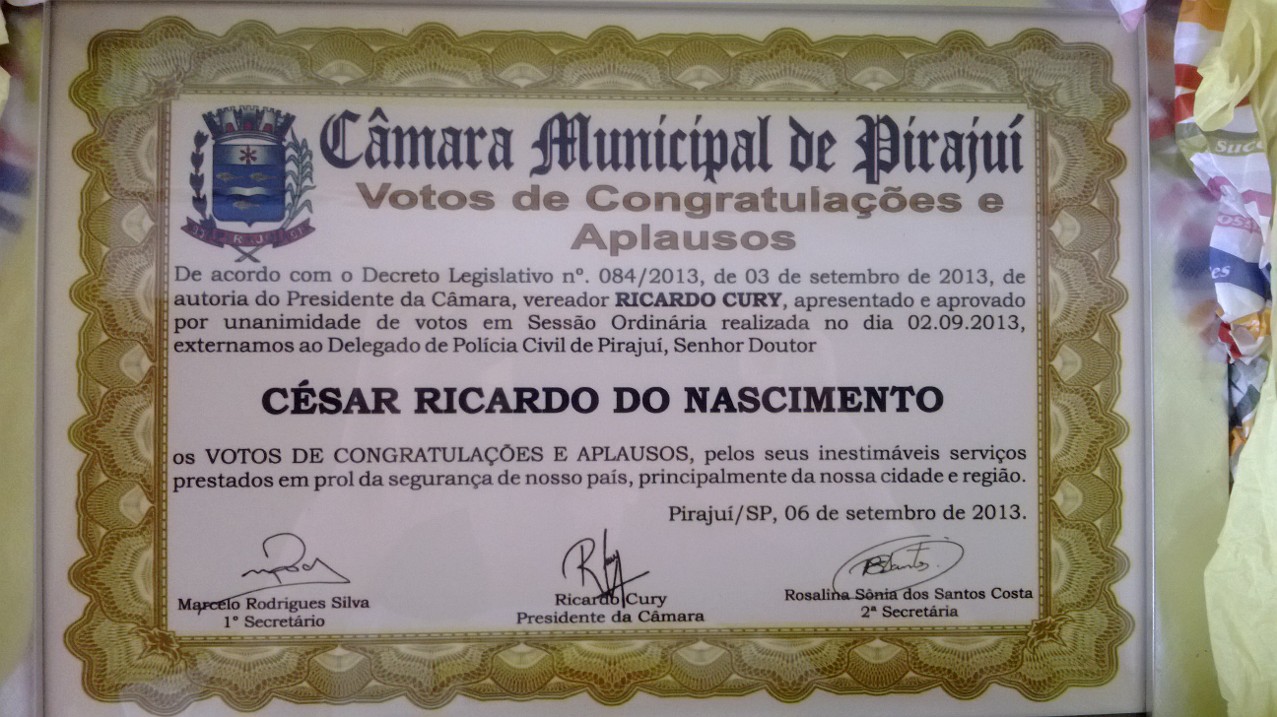 Câmara Municipal de Pirajuí
Votos de Congratulações e
Aplausos
De acordo com o Decreto Legislativo nº. 084/2013, de 03 de setembro de 2013, de
autoria do Presidente da Câmara, vereador RICARDO CURY, apresentado e aprovado
por unanimidade de votos em Sessão Ordinária realizada no dia 02.09.2013,
externamos ao Delegado de Polícia Civil de Pirajuí, Senhor Doutor
CÉSAR RICARDO DO NASCIMENTO
os VOTOS DE CONGRATULAÇÕES E APLAUSOS, pelos seus inestimáveis serviços
prestados em prol da segurança de nosso país, principalmente da nossa cidade e região.
Pirajuí/SP, 06 de setembro de 2013.
Marcelo Rodrigues Silva
1º Secretário
Ricardo Cury
Presidente da Câmara
Rosalina Sônia dos Santos Costa
2ª Secretária